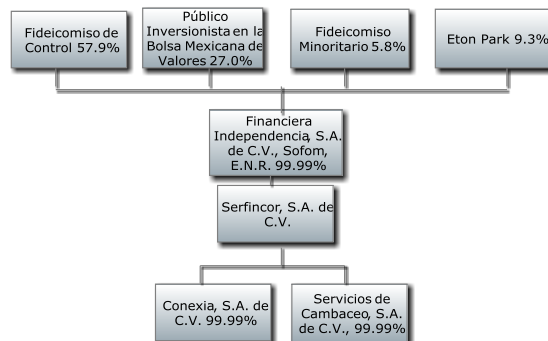 Fideicomiso de
Control 57.9%
Público
Inversionista en la
Bolsa Mexicana de
Valores 27.0%
Fideicomiso
Minoritario 5.8%
Eton Park 9.3%
Financiera
Independencia, S.A.
de C.V., Sofom,
E.N.R. 99.99%
Serfincor, S.A. de
C.V.
Conexia, S.A. de
C.V. 99.99%
Servicios de
Cambaceo, S.A.
de C.V., 99.99%